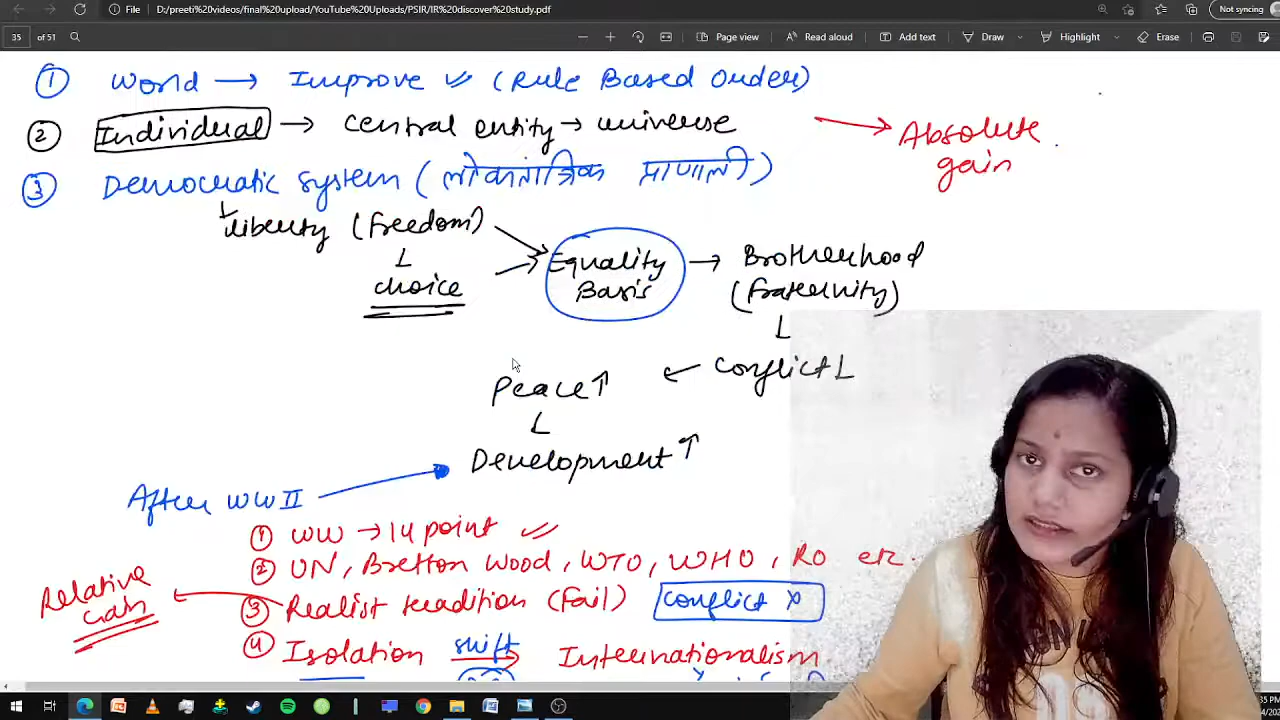 File | D:/preeti%20videos/final%20upload/YouTube%20Uploads/PSIR/IR%20discover%20study.pdf
Not syncing
35 of 51
Page view
Read aloud
Add text
Draw
Highlight
Erase
① World → Improve (Rule Based Order)
② Individual → central entity → universe
→ Absolute gain
③ Democratic system (लोकतांत्रिक प्राणाली)
liberty (freedom)
choice
Equality Basis → Brotherhood (fraternity)
conflict ↓
Peace ↑
Development ↑
After WW II
① WW → 14 point
② UN, Bretton Wood, WTO, WHO, RO etc.
③ Realist tradition (fail)
conflict
Relative Gain
④ Isolation shift → Internationalism